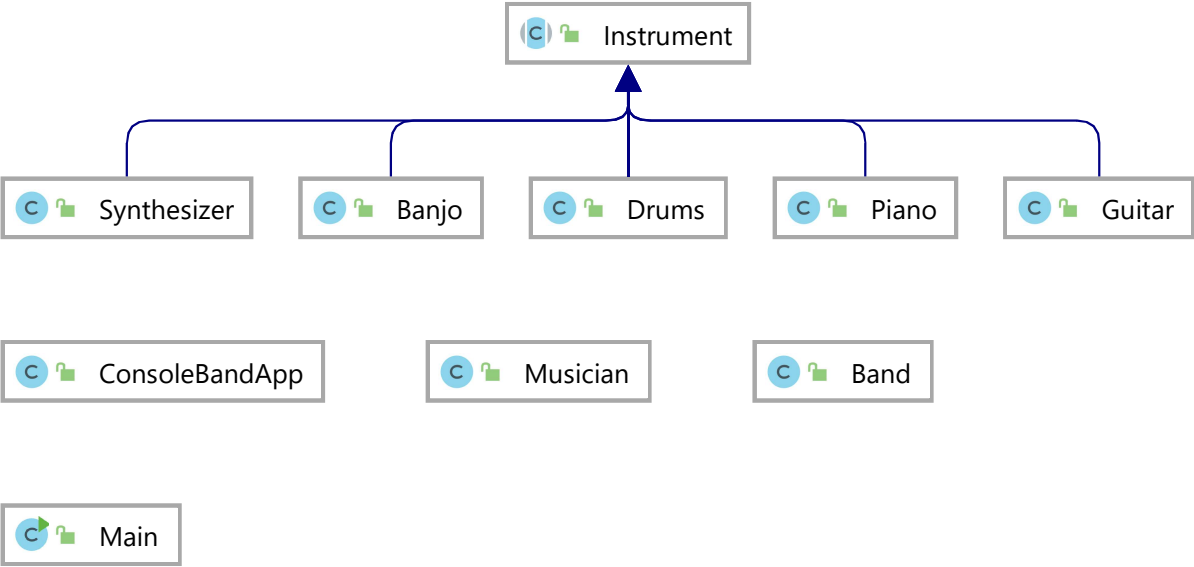 C Instrument
C Synthesizer
C Banjo
C Drums
C Piano
C Guitar
C ConsoleBandApp
C Musician
C Band
C Main